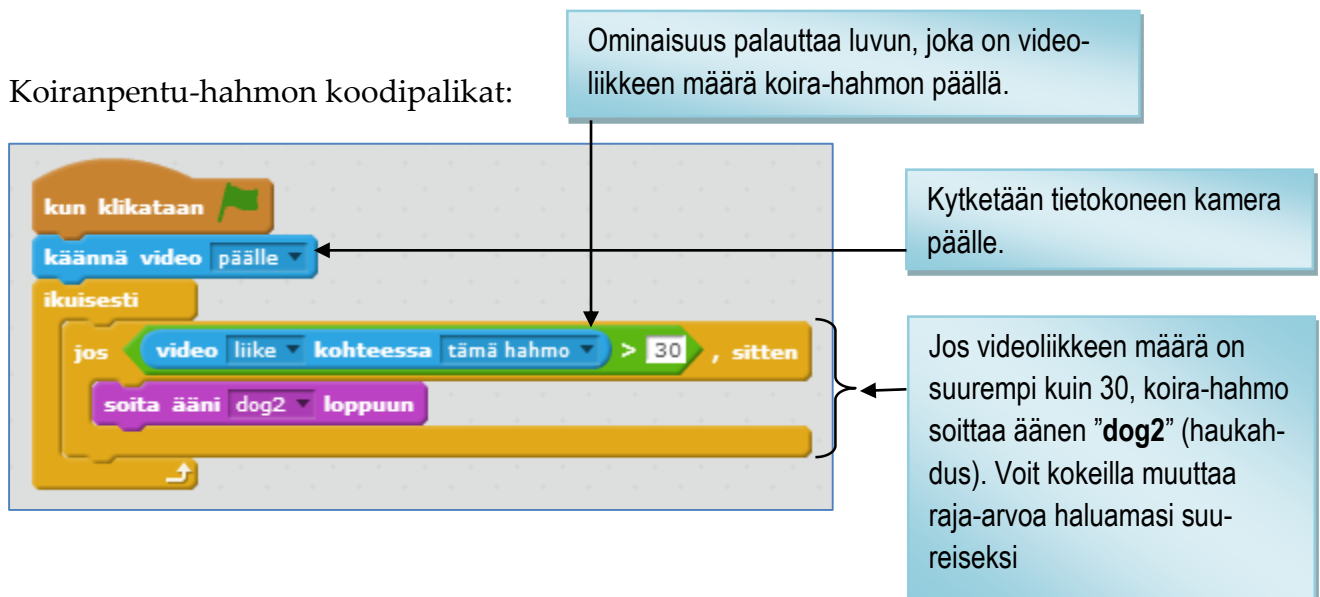 Ominaisuus palauttaa luvun, joka on video-
liikkeen määrä koira-hahmon päällä.
Koiranpentu-hahmon koodipalikat:
kun klikataan
käännä video päälle
ikuisesti
jos video liike kohteessa tämä hahmo > 30 , sitten
soita ääni dog2 loppuun
Kytketään tietokoneen kamera
päälle.
Jos videoliikkeen määrä on
suurempi kuin 30, koira-hahmo
soittaa äänen ”dog2” (haukah-
dus). Voit kokeilla muuttaa
raja-arvoa haluamasi suu-
reiseksi